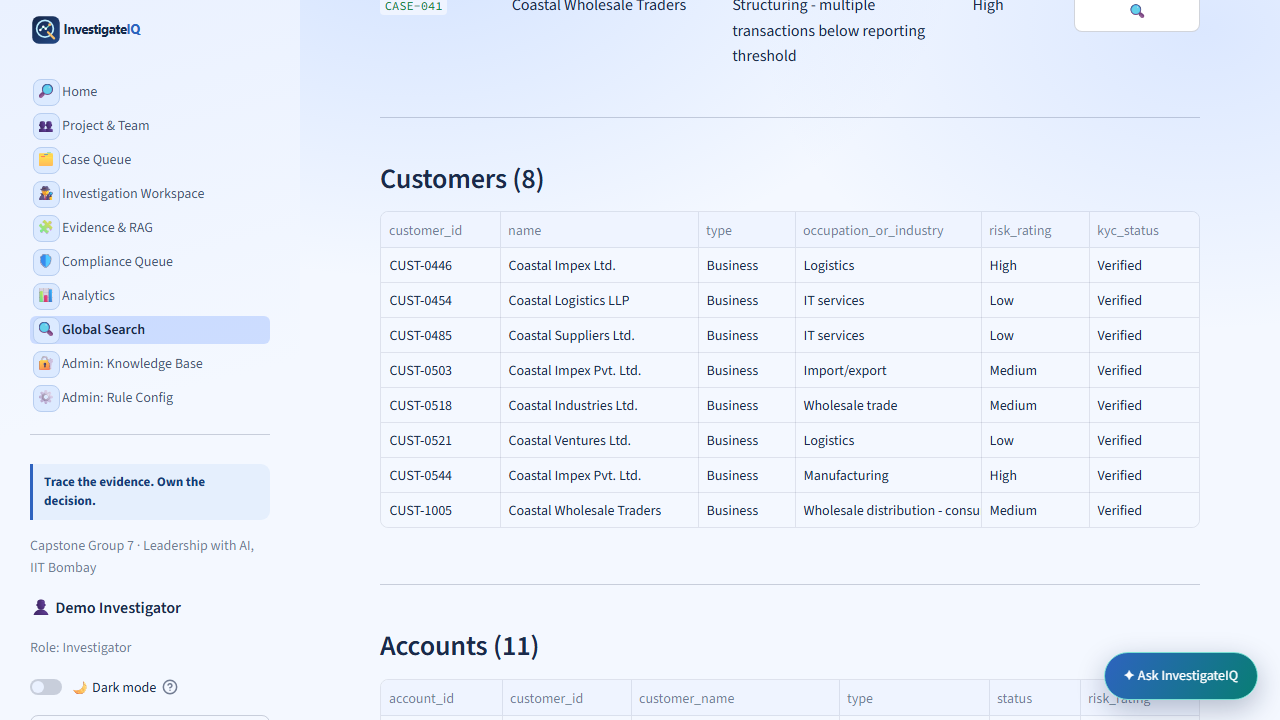 InvestigateIQ
Home
Project & Team
Case Queue
Investigation Workspace
Evidence & RAG
Compliance Queue
Analytics
Global Search
Admin: Knowledge Base
Admin: Rule Config
Trace the evidence. Own the
decision.
Capstone Group 7 · Leadership with AI,
IIT Bombay
Demo Investigator
Role: Investigator
Dark mode
CASE-041 Coastal Wholesale Traders Structuring - multiple High
transactions below reporting
threshold
Customers (8)
customer_id name type occupation_or_industry risk_rating kyc_status
CUST-0446 Coastal Impex Ltd. Business Logistics High Verified
CUST-0454 Coastal Logistics LLP Business IT services Low Verified
CUST-0485 Coastal Suppliers Ltd. Business IT services Low Verified
CUST-0503 Coastal Impex Pvt. Ltd. Business Import/export Medium Verified
CUST-0518 Coastal Industries Ltd. Business Wholesale trade Medium Verified
CUST-0521 Coastal Ventures Ltd. Business Logistics Low Verified
CUST-0544 Coastal Impex Pvt. Ltd. Business Manufacturing High Verified
CUST-1005 Coastal Wholesale Traders Business Wholesale distribution - consu Medium Verified
Accounts (11)
account_id customer_id customer_name type status risk_rating
✦ Ask InvestigateIQ